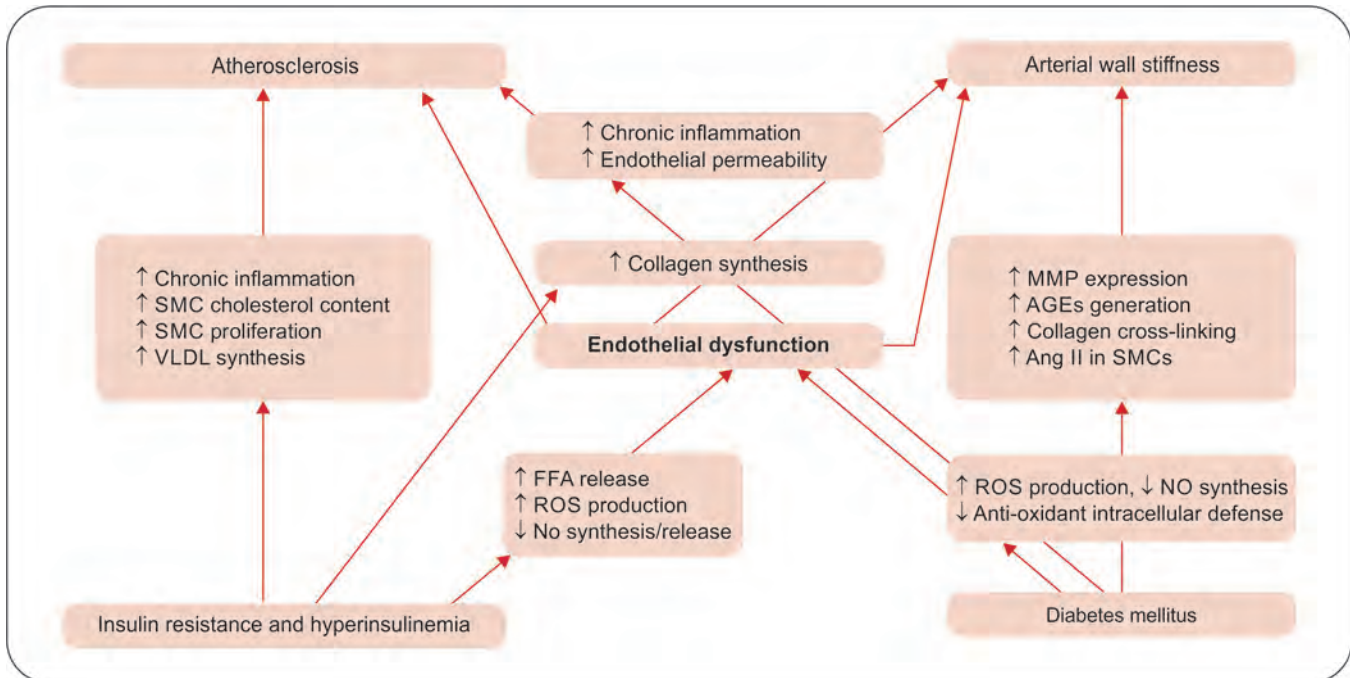 Atherosclerosis
Arterial wall stiffness
↑ Chronic inflammation
↑ Endothelial permeability
↑ Collagen synthesis
↑ Chronic inflammation
↑ SMC cholesterol content
↑ SMC proliferation
↑ VLDL synthesis
Endothelial dysfunction
↑ MMP expression
↑ AGEs generation
↑ Collagen cross-linking
↑ Ang II in SMCs
↑ FFA release
↑ ROS production
↓ No synthesis/release
↑ ROS production, ↓ NO synthesis
↓ Anti-oxidant intracellular defense
Insulin resistance and hyperinsulinemia
Diabetes mellitus